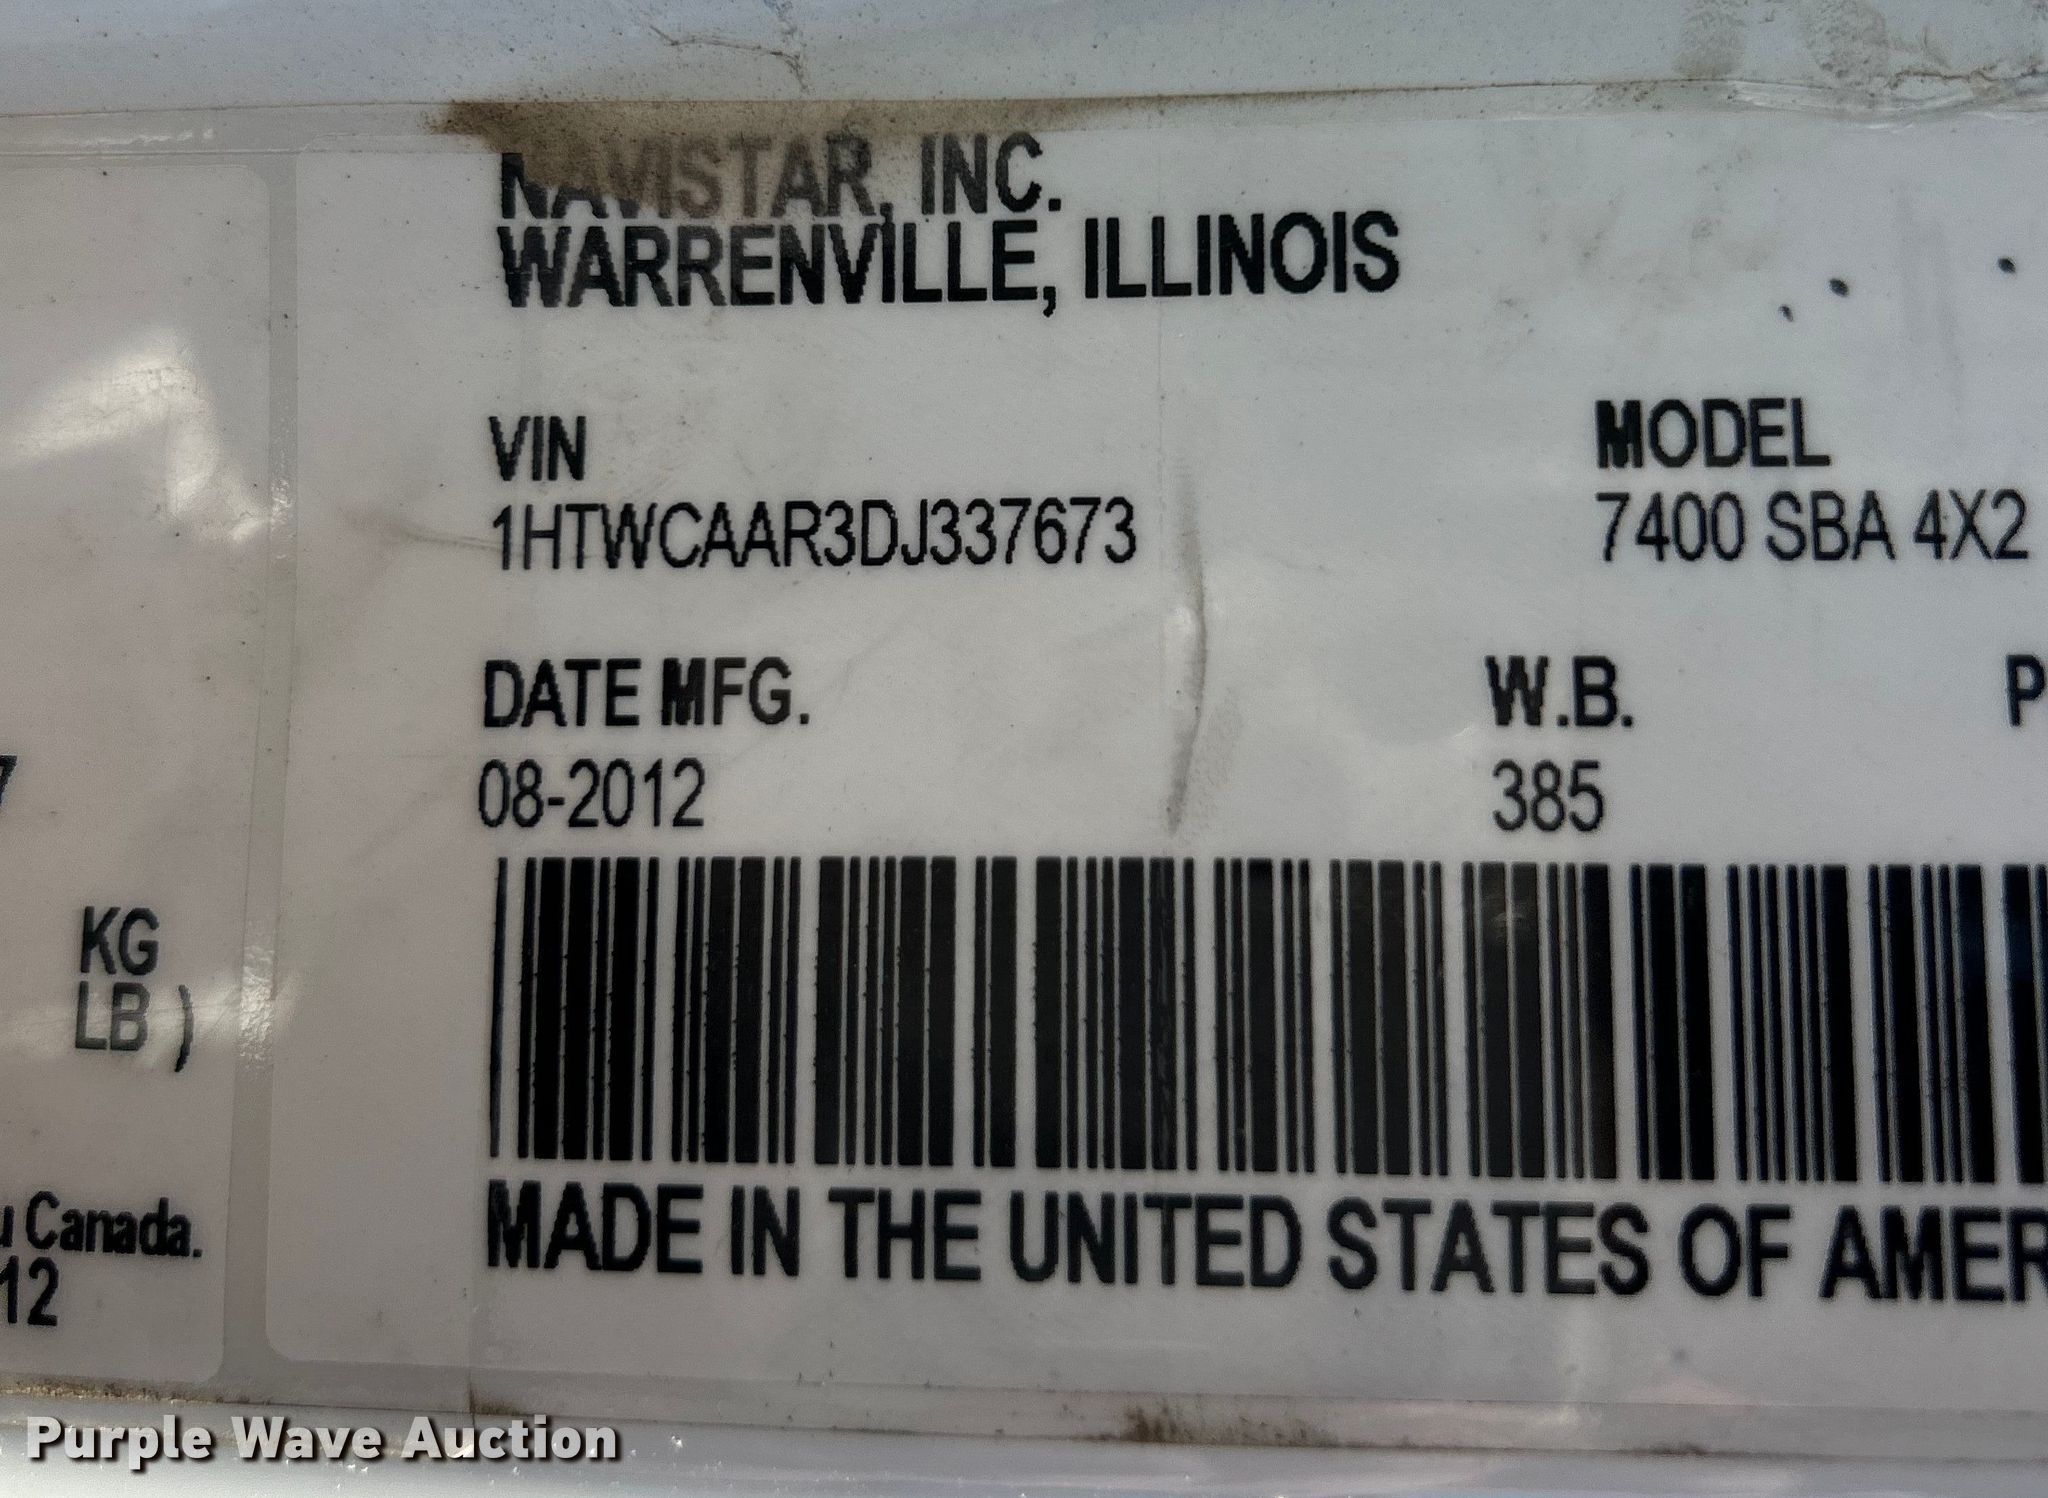 NAVISTAR, INC.
WARRENVILLE, ILLINOIS
VIN
1HTWCAAR3DJ337673
MODEL
7400 SBA 4X2
DATE MFG.
08-2012
W.B.
385
P
7
KG
LB )
u Canada.
12
MADE IN THE UNITED STATES OF AMER
Purple Wave Auction